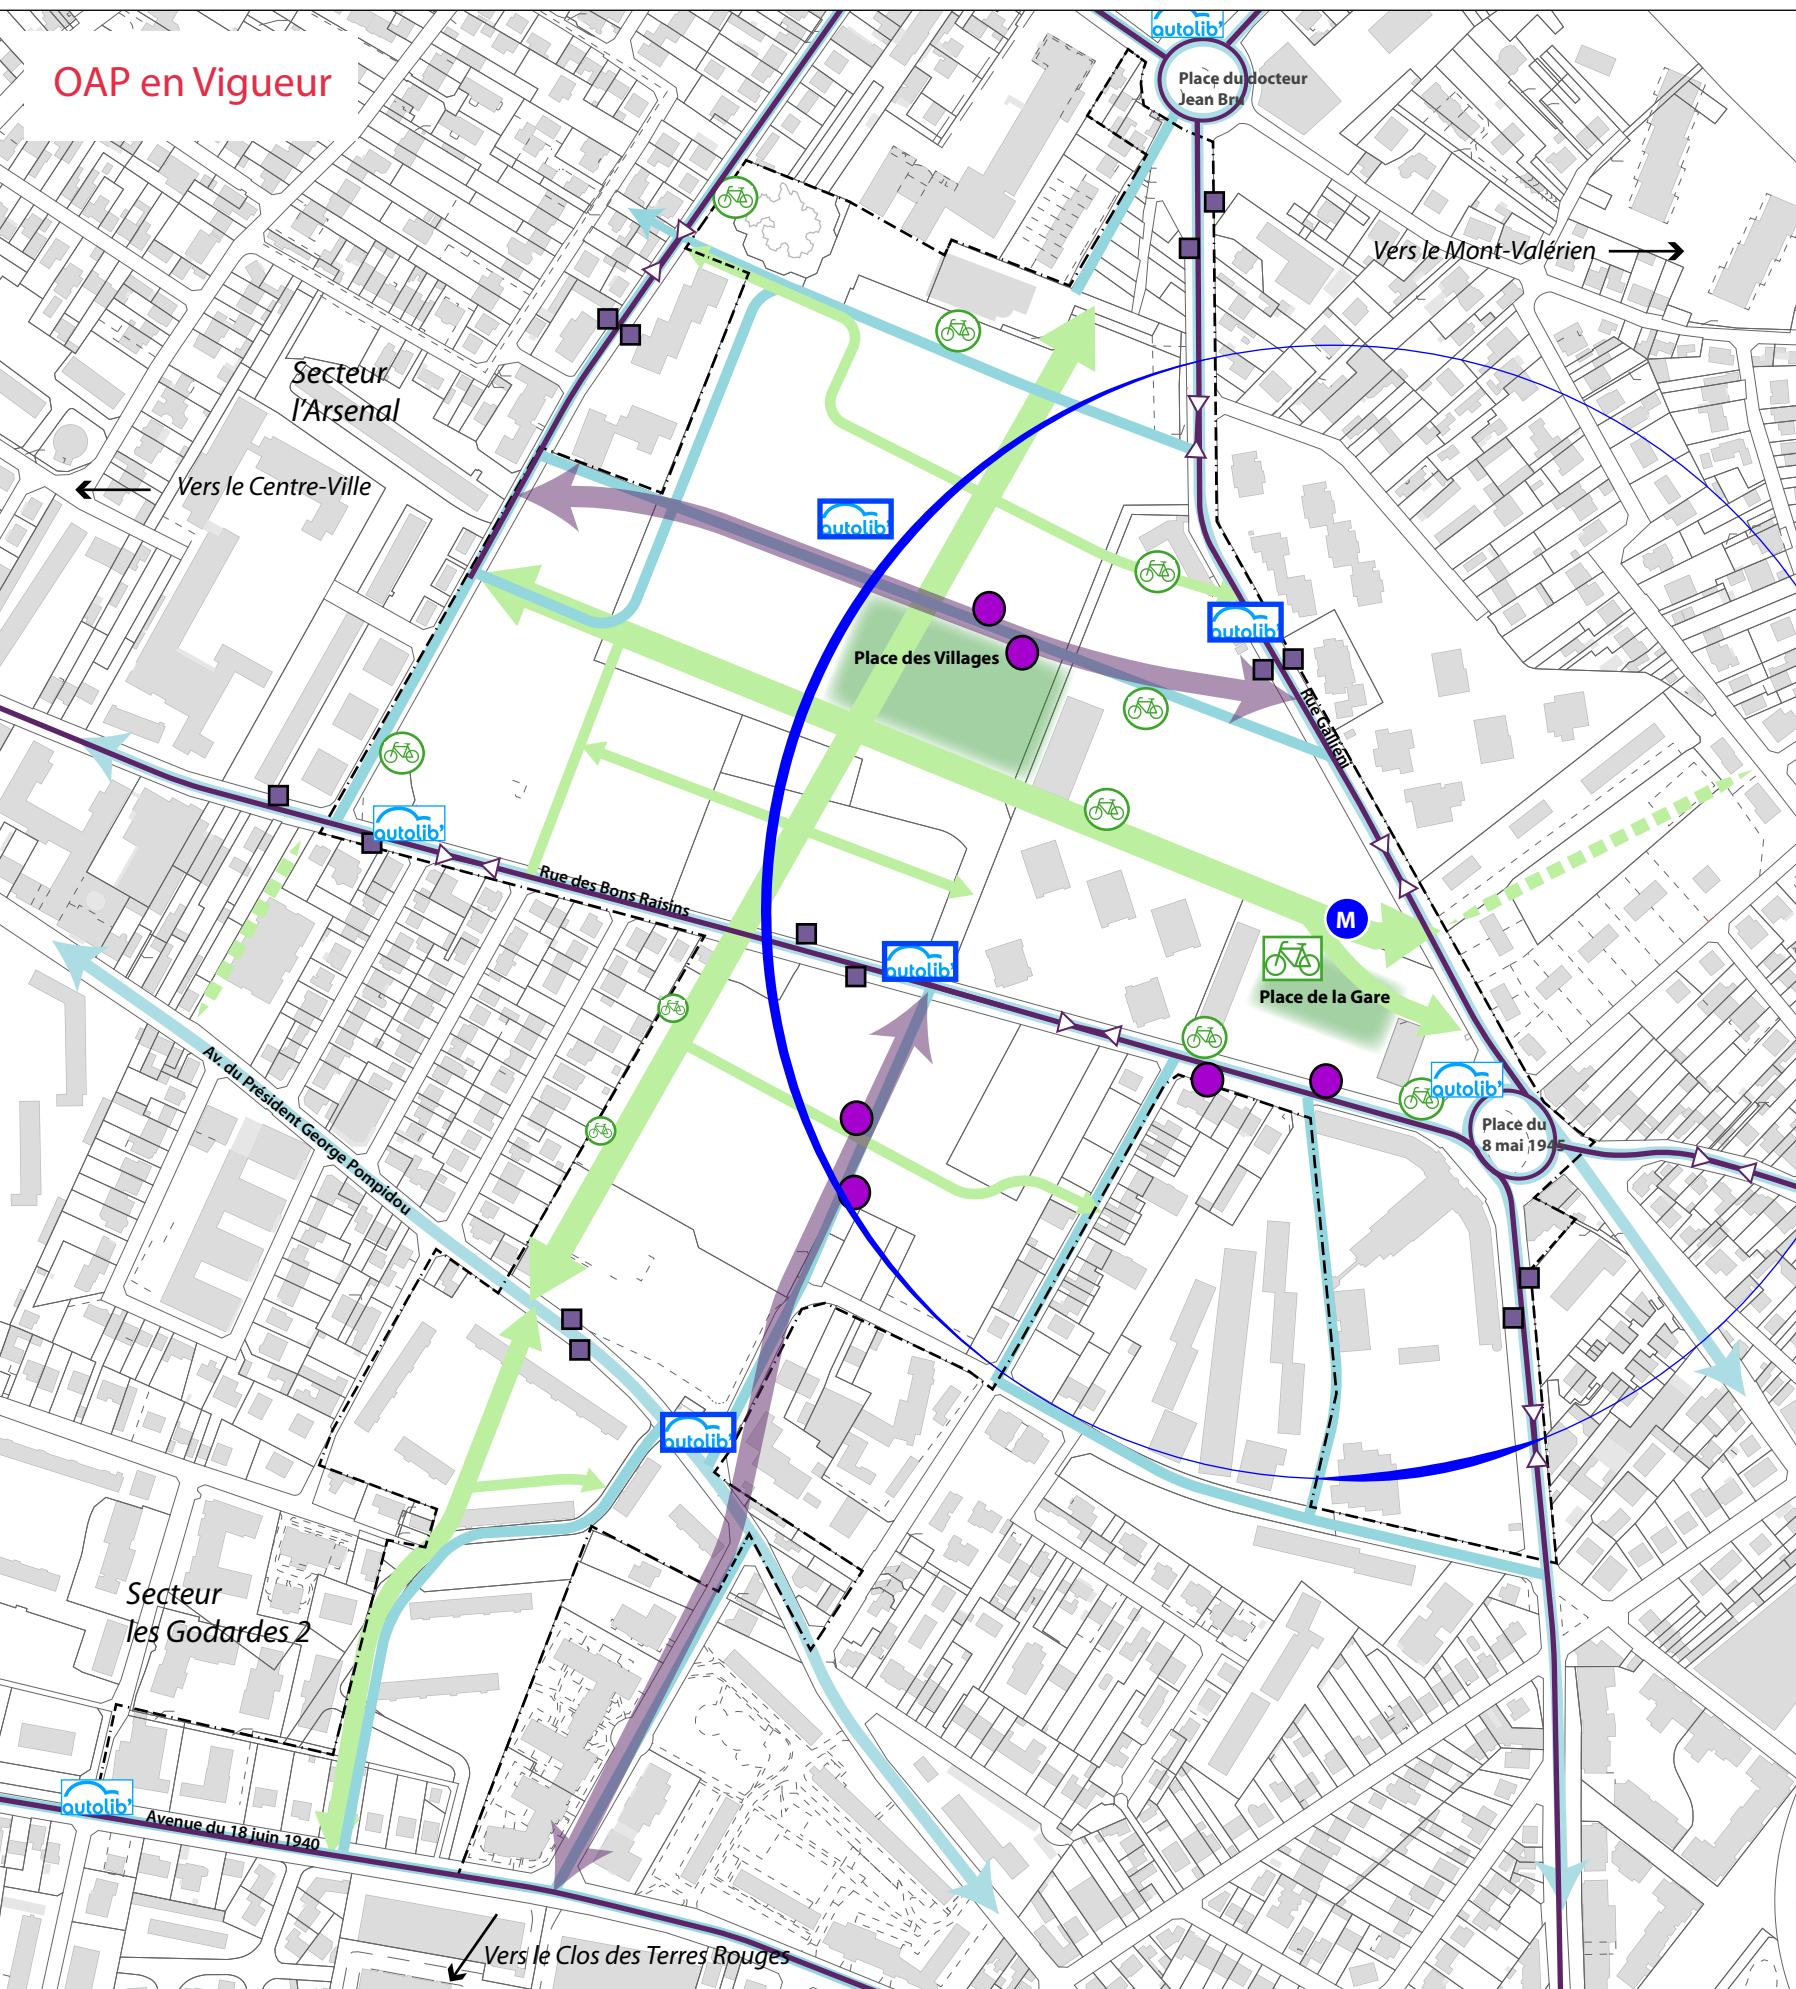 autolib'
OAP en Vigueur
Place du docteur
Jean Bru
Vers le Mont-Valérien
Secteur
l'Arsenal
Vers le Centre-Ville
autolib'
autolib'
Place des Villages
Rue Galliéni
autolib'
Rue des Bons Raisins
M
autolib'
Place de la Gare
Av. du Président George Pompidou
autolib'
Place du
8 mai 1945
autolib'
Secteur
les Godardes 2
autolib'
Avenue du 18 juin 1940
Vers le Clos des Terres Rouges